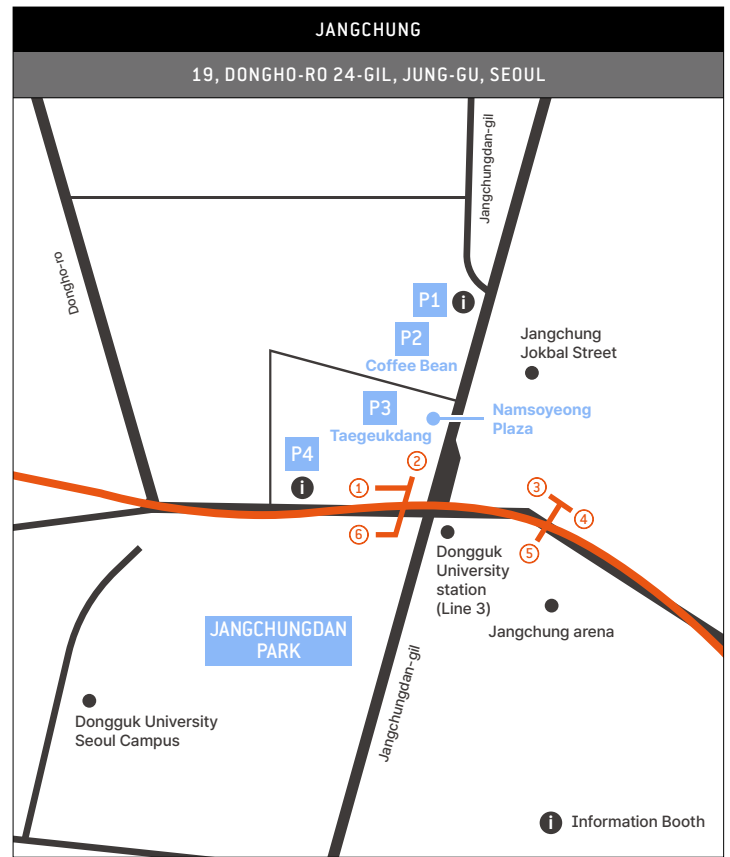 JANGCHUNG
19, DONGHO-RO 24-GIL, JUNG-GU, SEOUL
Jangchungdan-gil
Dongho-ro
P1
i
P2
Coffee Bean
Jangchung
Jokbal Street
P3
Taegeukdang
Namsoyeong
Plaza
P4
i
1
2
3
4
5
6
Dongguk
University
station
(Line 3)
Jangchung arena
JANGCHUNGDAN
PARK
Jangchungdan-gil
Dongguk University
Seoul Campus
i Information Booth